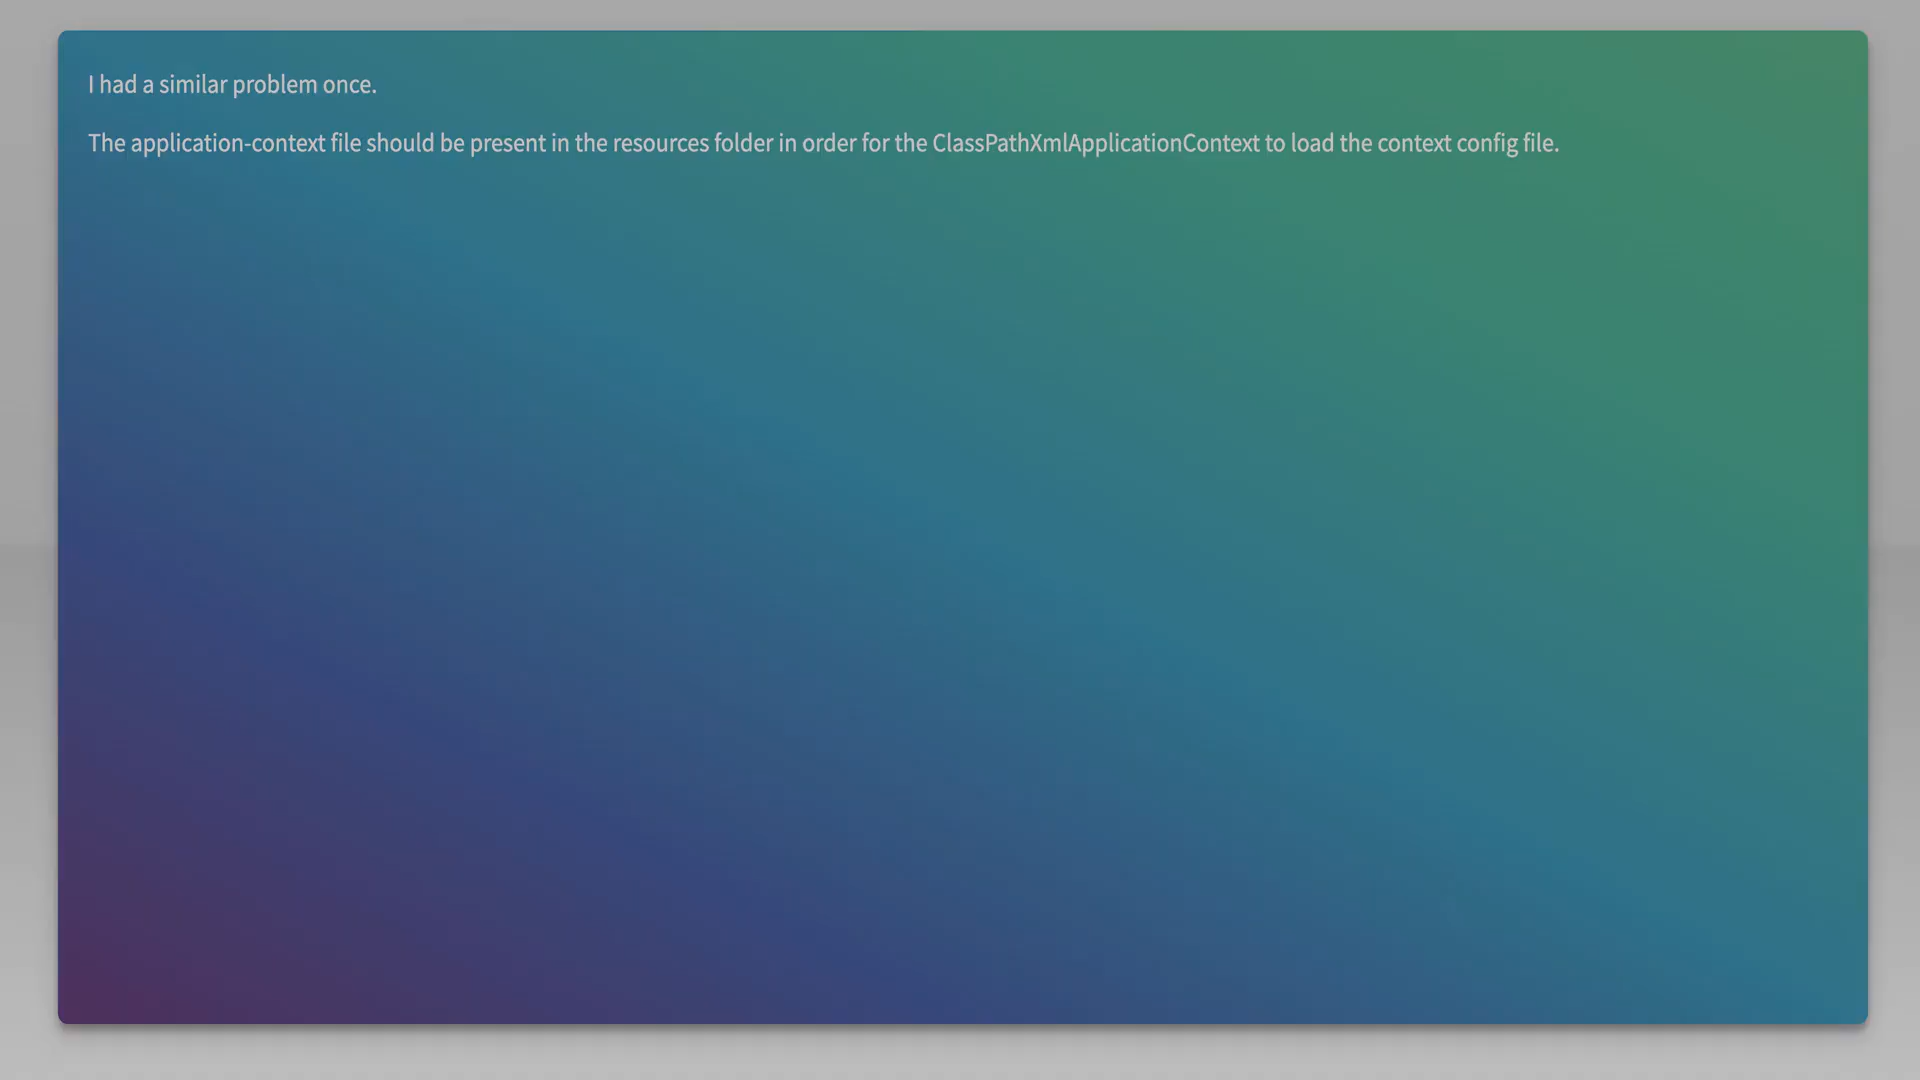 I had a similar problem once.
The application-context file should be present in the resources folder in order for the ClassPathXmlApplicationContext to load the context config file.